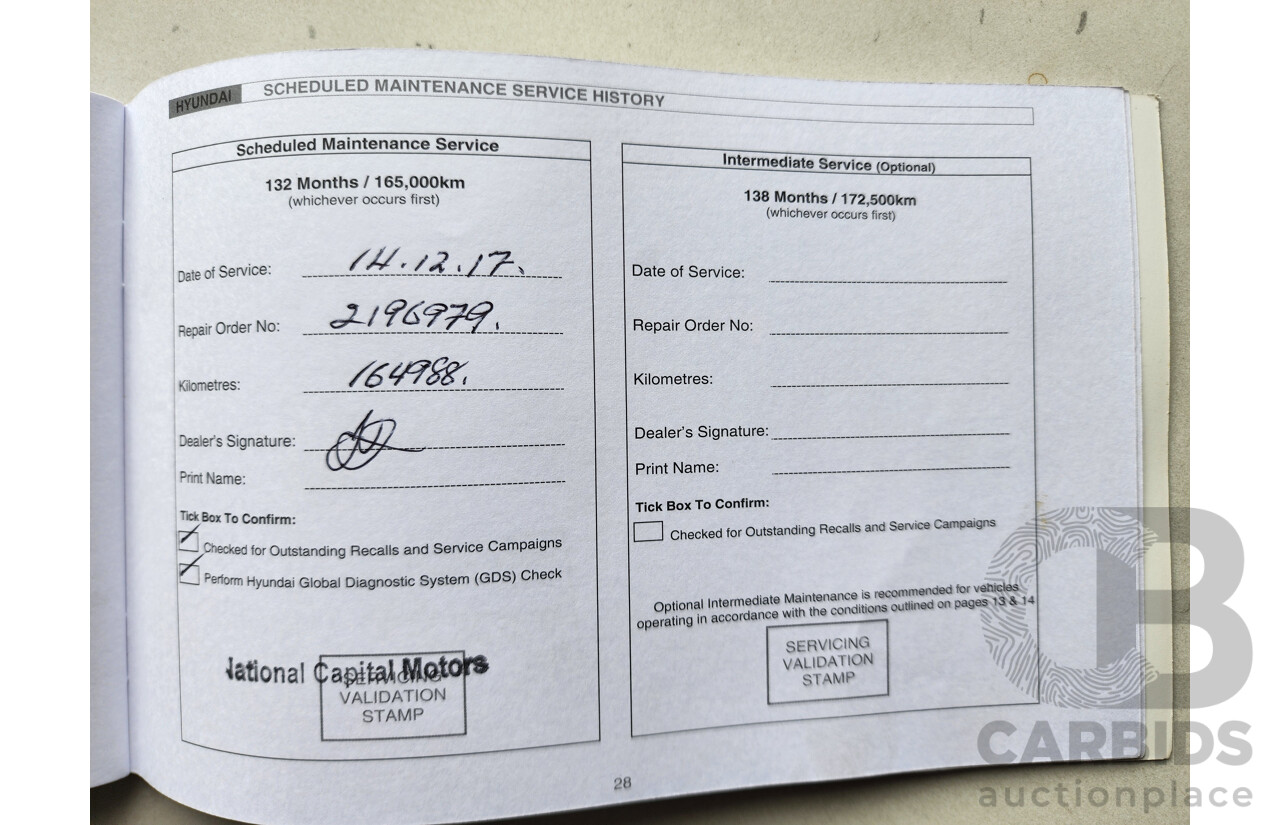 HYUNDAI SCHEDULED MAINTENANCE SERVICE HISTORY
Scheduled Maintenance Service
132 Months / 165,000km
(whichever occurs first)
Date of Service: 14.12.17.
Repair Order No: 2196979.
Kilometres: 164988.
Dealer's Signature:
Print Name:
Tick Box To Confirm:
Checked for Outstanding Recalls and Service Campaigns
Perform Hyundai Global Diagnostic System (GDS) Check
National Capital Motors
SERVICING
VALIDATION
STAMP
Intermediate Service (Optional)
138 Months / 172,500km
(whichever occurs first)
Date of Service:
Repair Order No:
Kilometres:
Dealer's Signature:
Print Name:
Tick Box To Confirm:
Checked for Outstanding Recalls and Service Campaigns
Optional Intermediate Maintenance is recommended for vehicles
operating in accordance with the conditions outlined on pages 13 & 14
SERVICING
VALIDATION
STAMP
28
CB
CARBIDS
auctionplace